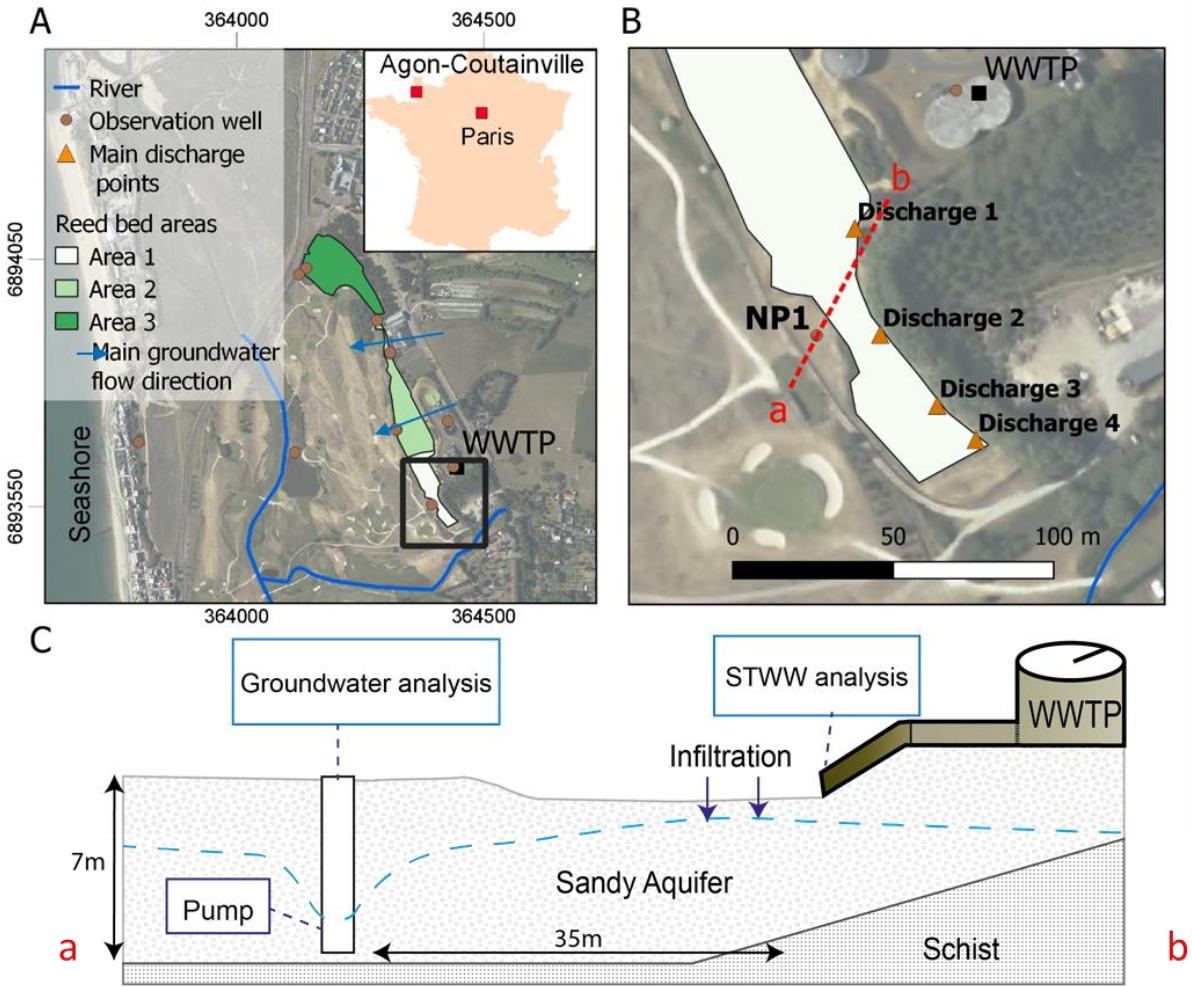 A
364000
364500
River
Observation well
Main discharge
points
Reed bed areas
Area 1
Area 2
Area 3
Main groundwater
flow direction
Agon-Coutainville
Paris
6894050
6893550
Seashore
WWTP
364000
364500
B
WWTP
b
Discharge 1
NP1
Discharge 2
a
Discharge 3
Discharge 4
0
50
100 m
C
Groundwater analysis
STWW analysis
WWTP
Infiltration
7m
Sandy Aquifer
Pump
35m
Schist
a
b